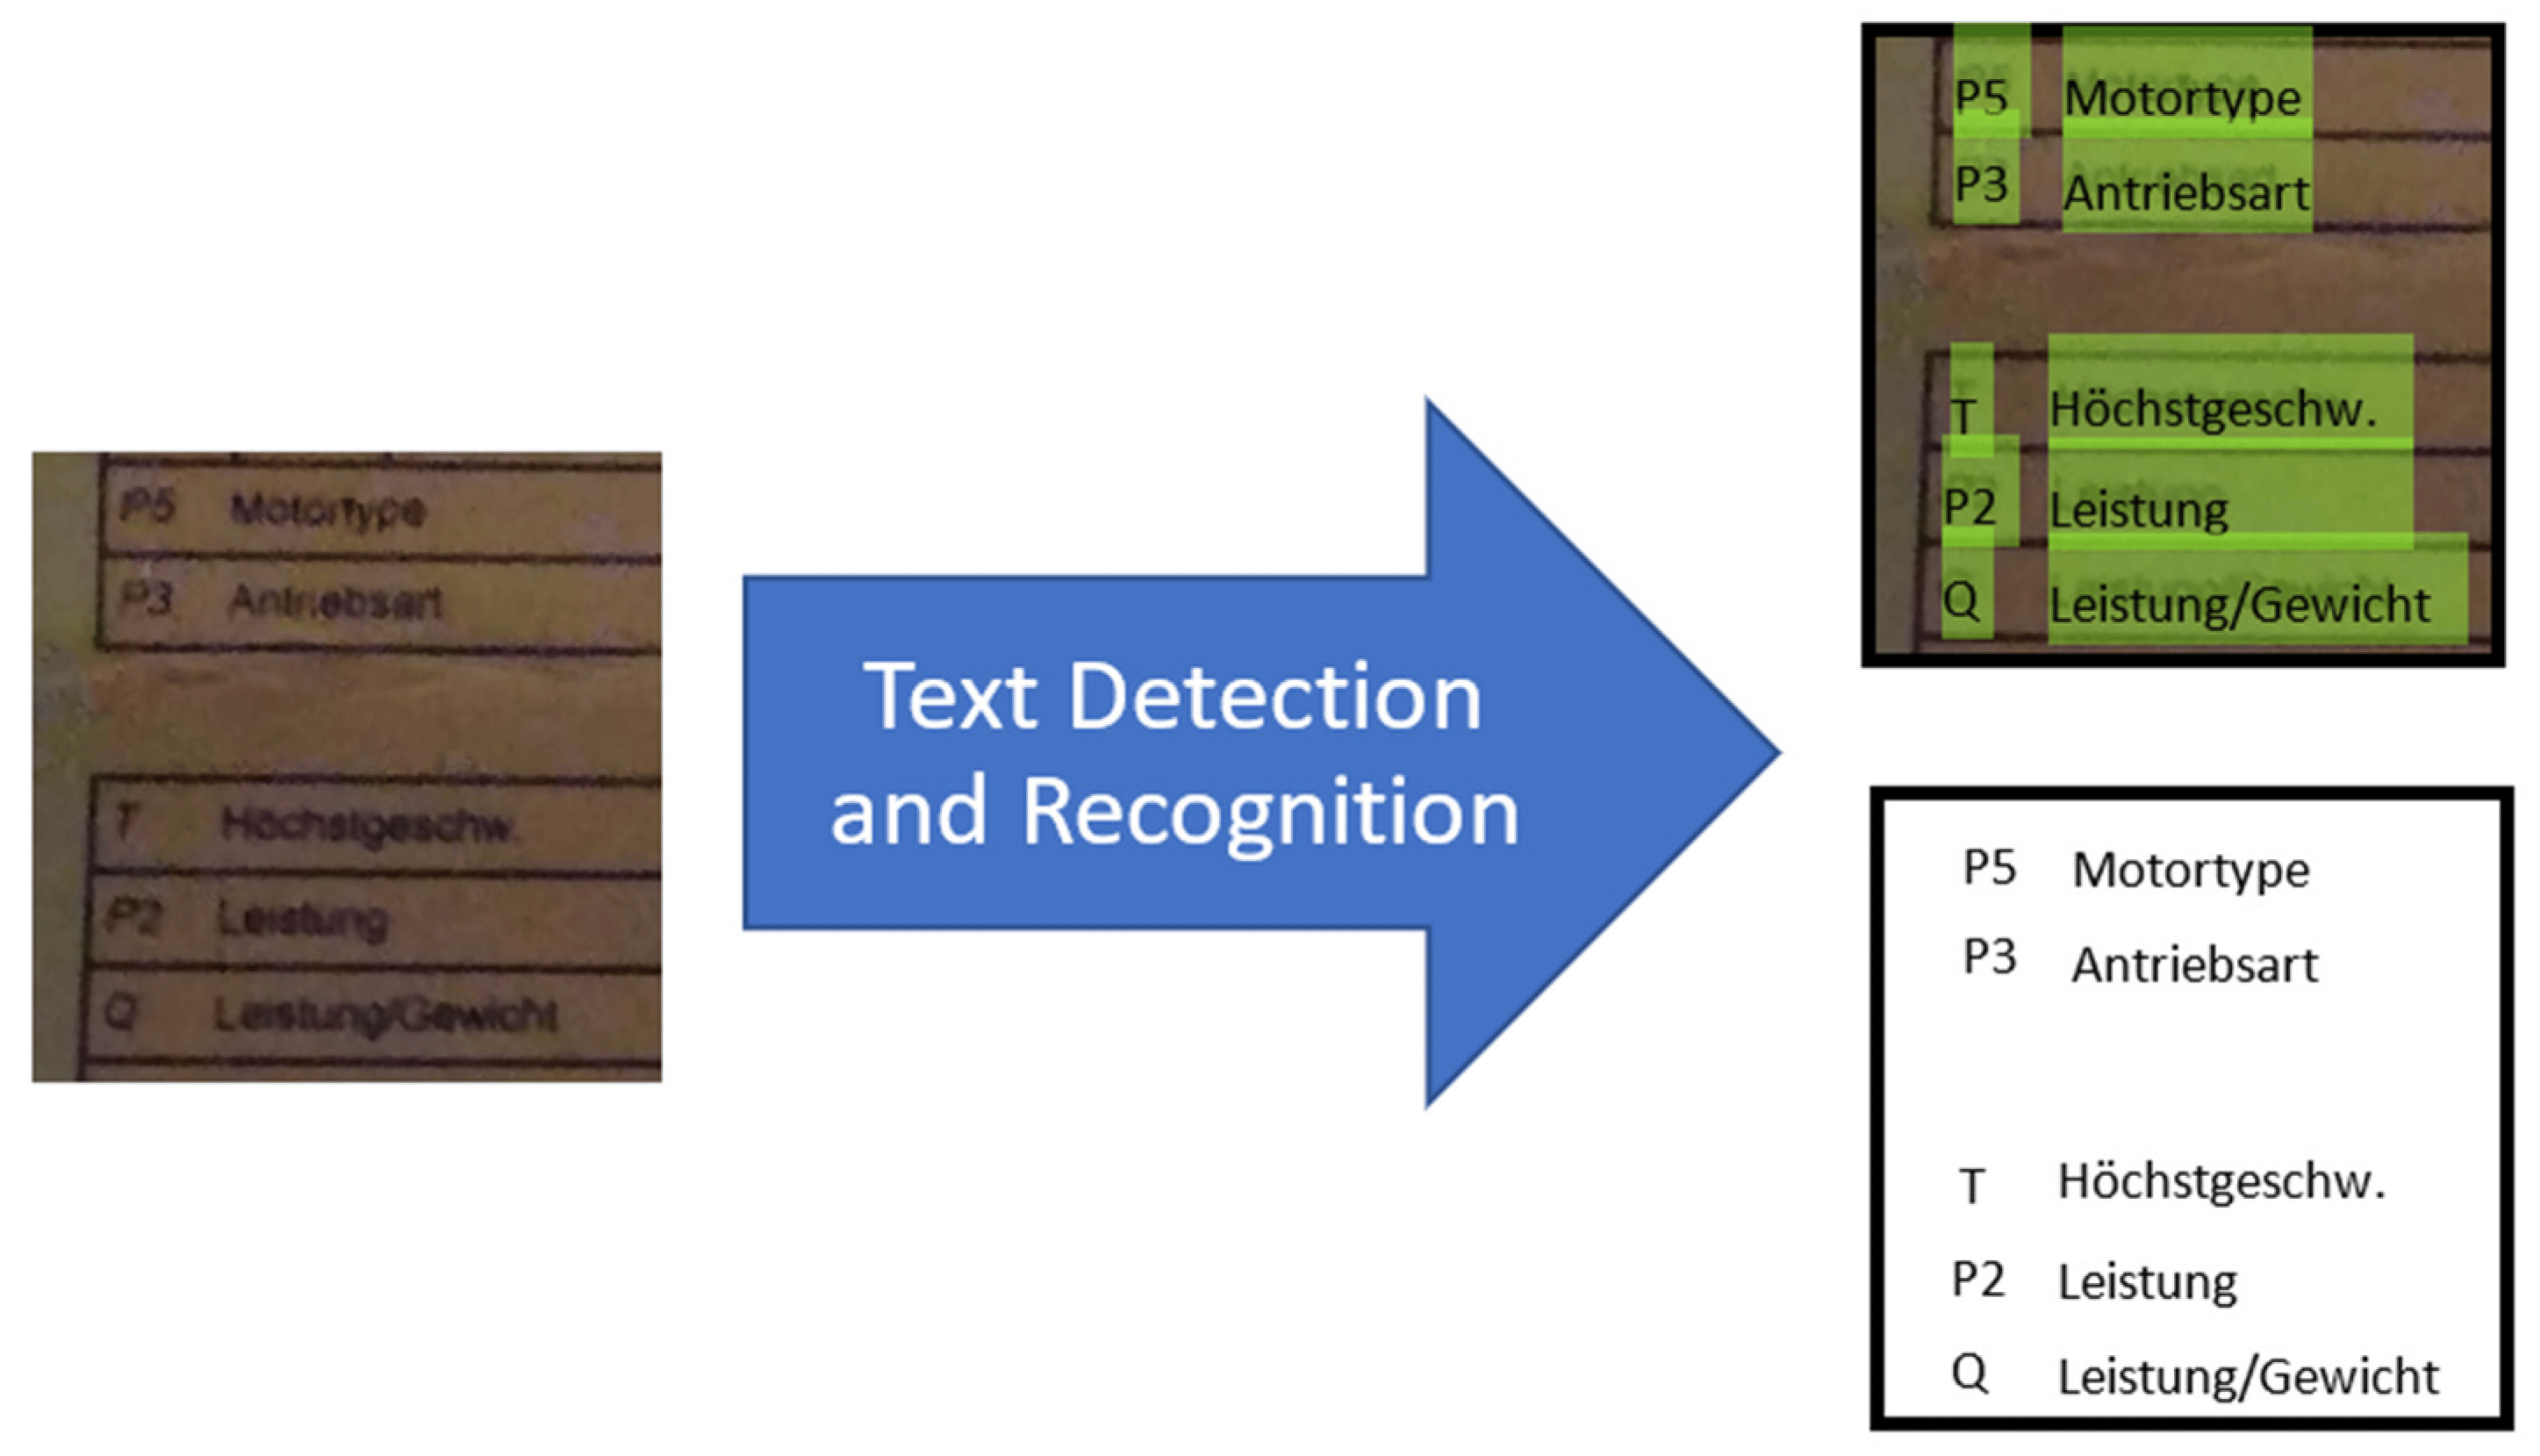 P5 Motortype
P3 Antriebsart
T Höchstgeschw.
P2 Leistung
Q Leistung/Gewicht
Text Detection
and Recognition
P5 Motortype
P3 Antriebsart
T Höchstgeschw.
P2 Leistung
Q Leistung/Gewicht
P5 Motortype
P3 Antriebsart
T Höchstgeschw.
P2 Leistung
Q Leistung/Gewicht